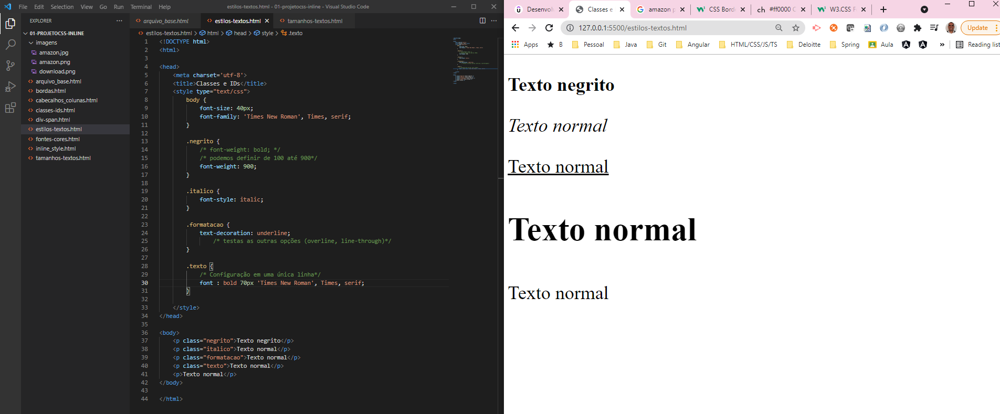 File Edit Selection View Go Run Terminal Help
estilos-textos.html - 01-projetocss-inline - Visual Studio Code
EXPLORER
01-PROJETOCSS-INLINE
imagens
amazon.jpg
amazon.png
download.png
arquivo_base.html
bordas.html
cabecalhos_colunas.html
classes-ids.html
div-span.html
estilos-textos.html
fontes-cores.html
inline_style.html
tamanhos-textos.html
arquivo_base.html
estilos-textos.html
tamanhos-textos.html
estilos-textos.html > html > head > style > .texto
1 <!DOCTYPE html>
2 <html>
3
4 <head>
5 <meta charset='utf-8'>
6 <title>Classes e IDs</title>
7 <style type="text/css">
8 body {
9 font-size: 40px;
10 font-family: 'Times New Roman', Times, serif;
11 }
12
13 .negrito {
14 /* font-weight: bold; */
15 /* podemos definir de 100 até 900*/
16 font-weight: 900;
17 }
18
19 .italico {
20 font-style: italic;
21 }
22
23 .formatacao {
24 text-decoration: underline;
25 /* testas as outras opções (overline, line-through)*/
26 }
27
28 .texto {
29 /* Configuração em uma única linha*/
30 font : bold 70px 'Times New Roman', Times, serif;
31 }
32
33 </style>
34 </head>
35
36 <body>
37 <p class="negrito">Texto negrito</p>
38 <p class="italico">Texto normal</p>
39 <p class="formatacao">Texto normal</p>
40 <p class="texto">Texto normal</p>
41 <p>Texto normal</p>
42 </body>
43
44 </html>
Desenvol
Classes e
amazon p
CSS Bord
ch #ff0000 C
W3.CSS F
127.0.0.1:5500/estilos-textos.html
Update
Apps B Pessoal Java Git Angular HTML/CSS/JS/TS Deloitte Spring Aula » Reading list
Texto negrito
Texto normal
Texto normal
Texto normal
Texto normal